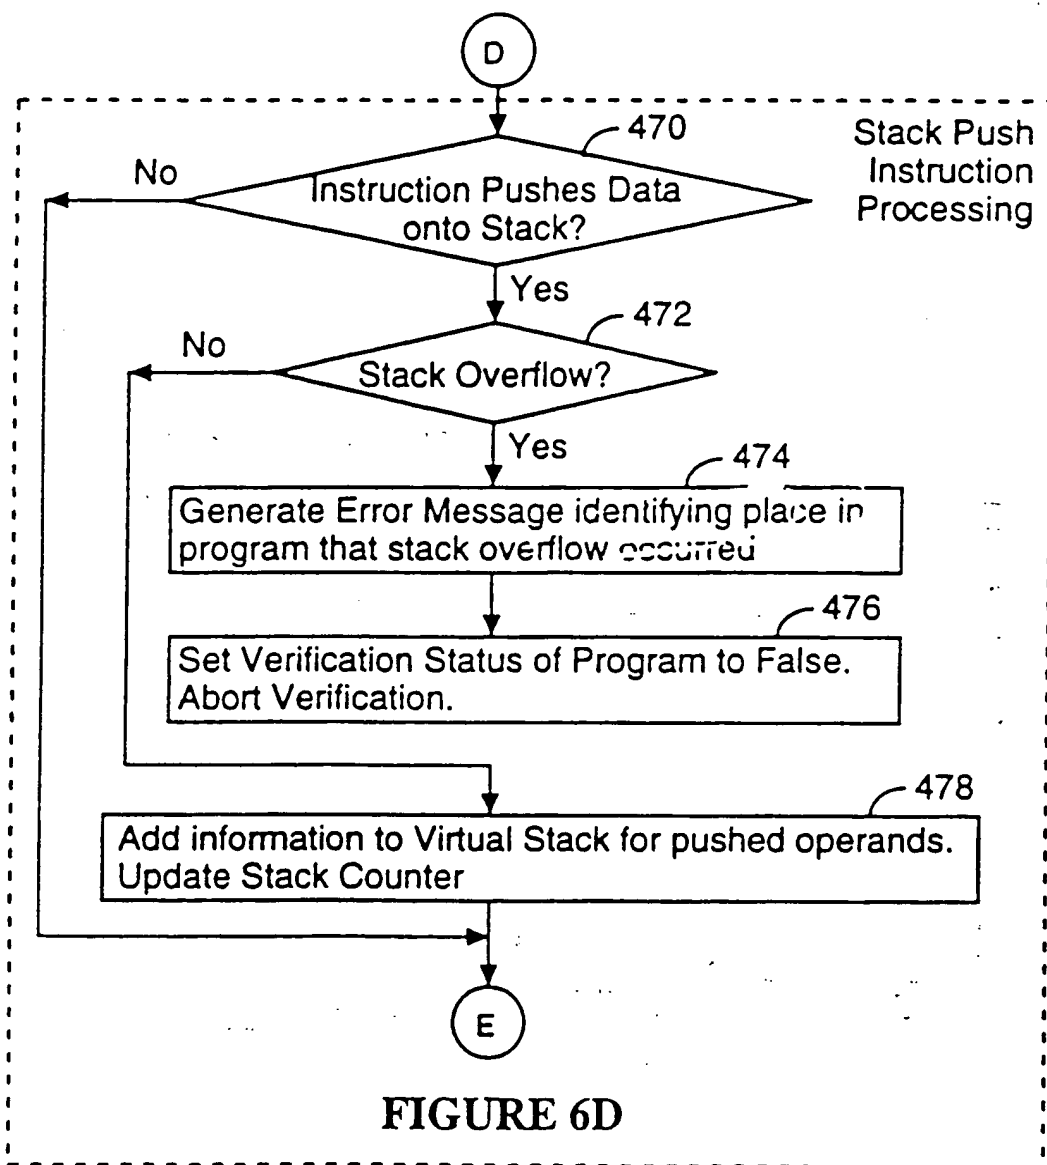 D
470
Stack Push
Instruction
Processing
No
Instruction Pushes Data
onto Stack?
Yes
472
No
Stack Overflow?
Yes
474
Generate Error Message identifying place in
program that stack overflow occurred
476
Set Verification Status of Program to False.
Abort Verification.
478
Add information to Virtual Stack for pushed operands.
Update Stack Counter
E
FIGURE 6D